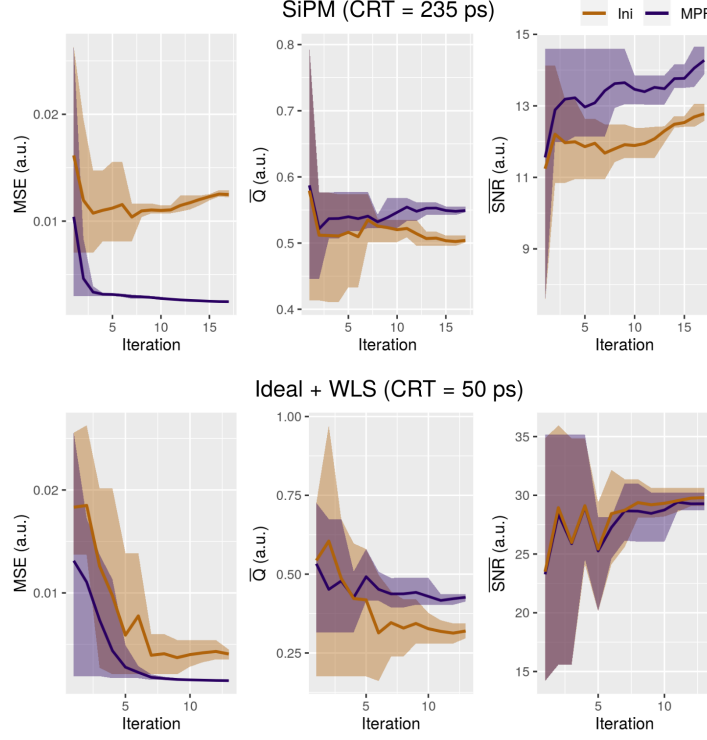 SiPM (CRT = 235 ps)
Ini
MPF
MSE (a.u.)
0.02
0.01
5
10
15
Iteration
Q (a.u.)
0.8
0.7
0.6
0.5
0.4
5
10
15
Iteration
SNR (a.u.)
15
13
11
9
5
10
15
Iteration
Ideal + WLS (CRT = 50 ps)
MSE (a.u.)
0.02
0.01
5
10
Iteration
Q (a.u.)
1.00
0.75
0.50
0.25
5
10
Iteration
SNR (a.u.)
35
30
25
20
15
5
10
Iteration